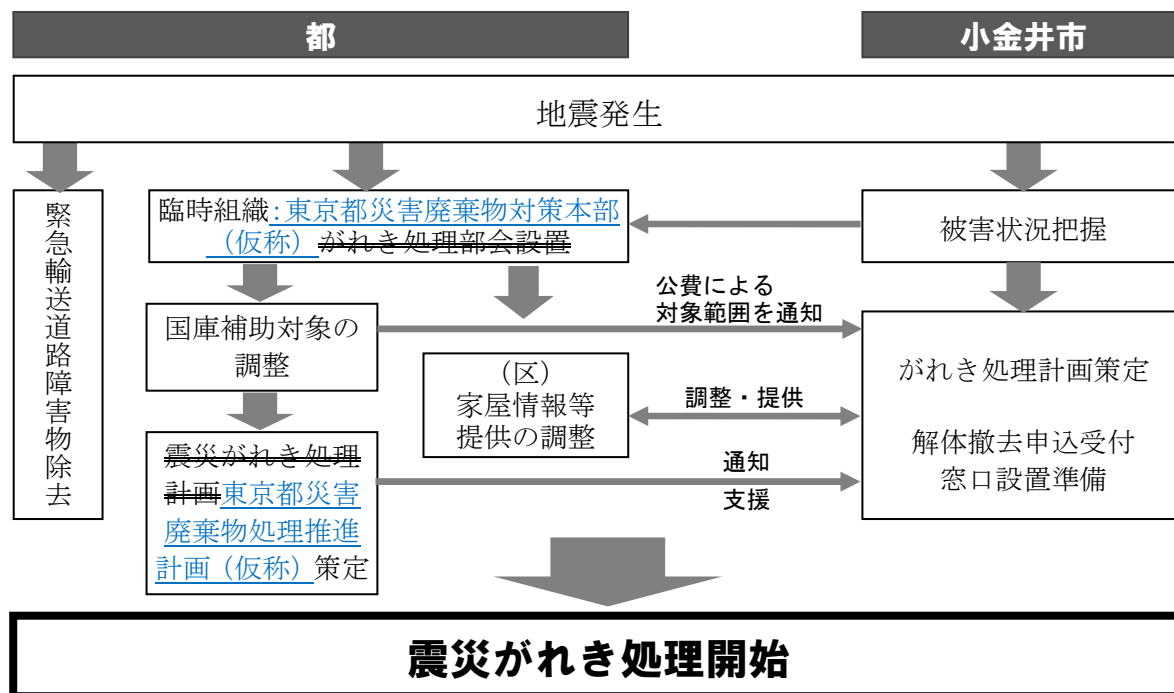 都
小金井市
地震発生
緊急輸送道路障害物除去
臨時組織:東京都災害廃棄物対策本部
（仮称）がれき処理部会設置
被害状況把握
国庫補助対象の
調整
公費による
対象範囲を通知
（区）
家屋情報等
提供の調整
調整・提供
がれき処理計画策定
解体撤去申込受付
窓口設置準備
震災がれき処理
計画東京都災害
廃棄物処理推進
計画（仮称）策定
通知
支援
震災がれき処理開始